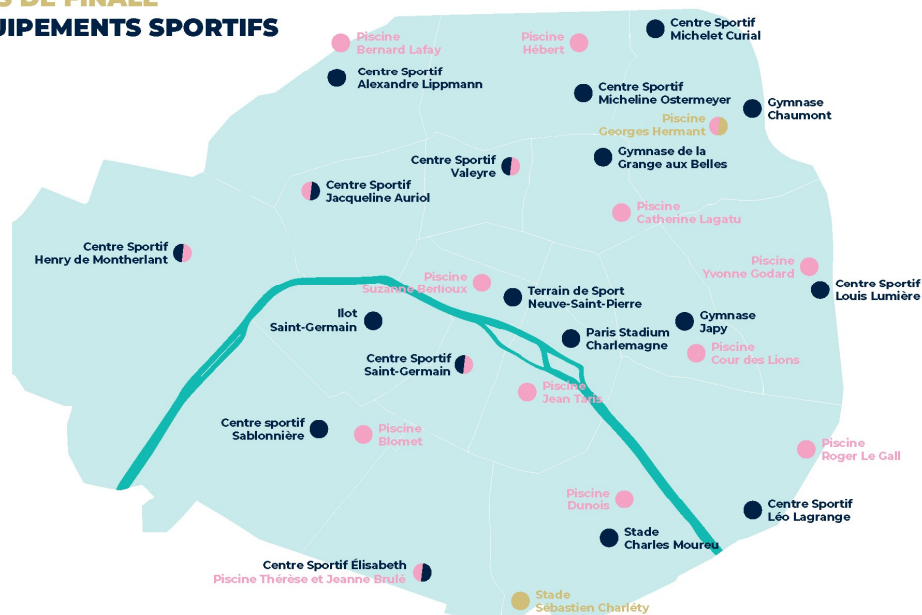 S DE FINALE
UIPEMENTS SPORTIFS
Centre Sportif
Michelet Curial
Piscine
Bernard Lafay
Piscine
Hébert
Centre Sportif
Alexandre Lippmann
Centre Sportif
Micheline Ostermeyer
Gymnase
Chaumont
Piscine
Georges Hermant
Gymnase de la
Grange aux Belles
Centre Sportif
Valeyre
Centre Sportif
Jacqueline Auriol
Piscine
Catherine Lagatu
Centre Sportif
Henry de Montherlant
Piscine
Yvonne Godard
Piscine
Suzanne Berlioux
Centre Sportif
Louis Lumière
Terrain de Sport
Neuve-Saint-Pierre
Ilot
Saint-Germain
Gymnase
Japy
Paris Stadium
Charlemagne
Piscine
Cour des Lions
Centre Sportif
Saint-Germain
Piscine
Jean Taris
Centre sportif
Sablonnière
Piscine
Blomet
Piscine
Roger Le Gall
Piscine
Dunois
Centre Sportif
Léo Lagrange
Stade
Charles Moureu
Centre Sportif Élisabeth
Piscine Thérèse et Jeanne Brulé
Stade
Sébastien Charléty